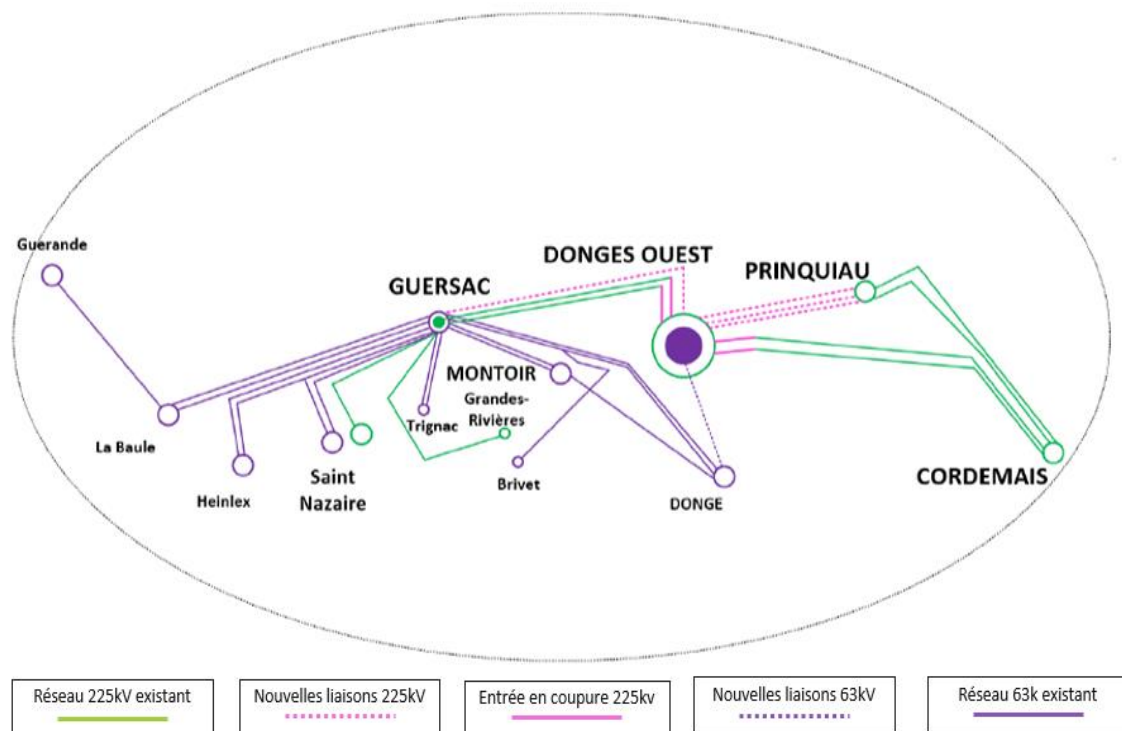 Guerande
DONGES OUEST
PRINQUIAU
GUERSAC
MONTOIR
Grandes-
Rivières
Trignac
La Baule
Saint
Nazaire
Heinlex
Brivet
DONGE
CORDEMAIS
Réseau 225kV existant
Nouvelles liaisons 225kV
Entrée en coupure 225kv
Nouvelles liaisons 63kV
Réseau 63k existant